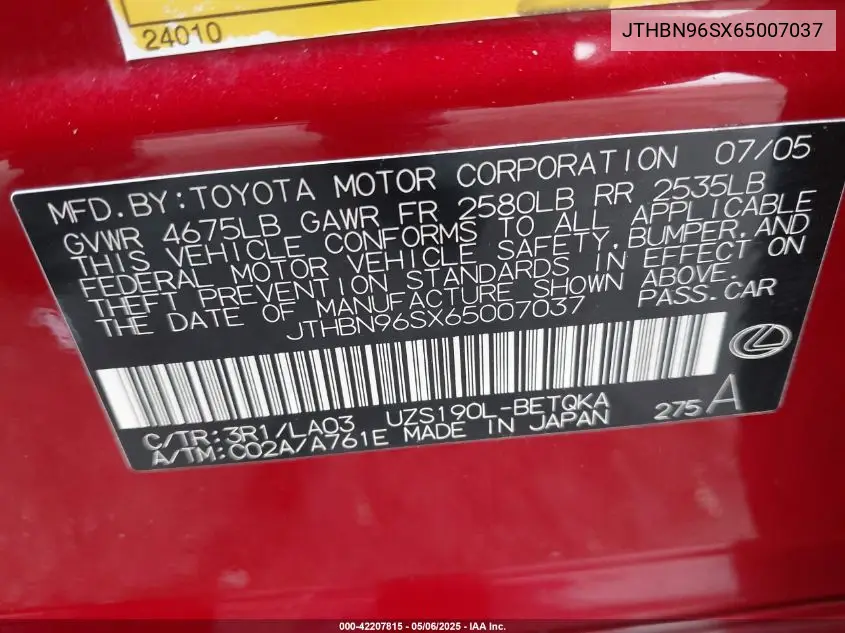 24010
JTHBN96SX65007037
MFD. BY: TOYOTA MOTOR CORPORATION 07/05
GVWR 4675LB GAWR FR 2580LB RR 2535LB
THIS VEHICLE CONFORMS TO ALL APPLICABLE
FEDERAL MOTOR VEHICLE SAFETY, BUMPER, AND
THEFT PREVENTION STANDARDS IN EFFECT ON
THE DATE OF MANUFACTURE SHOWN ABOVE.
JTHBN96SX65007037 PASS. CAR
C/TR: 3R1/LA03 UZS190L-BETQKA 275A
A/TM: C02A/A761E MADE IN JAPAN
000-42207815 - 05/06/2025 - IAA Inc.